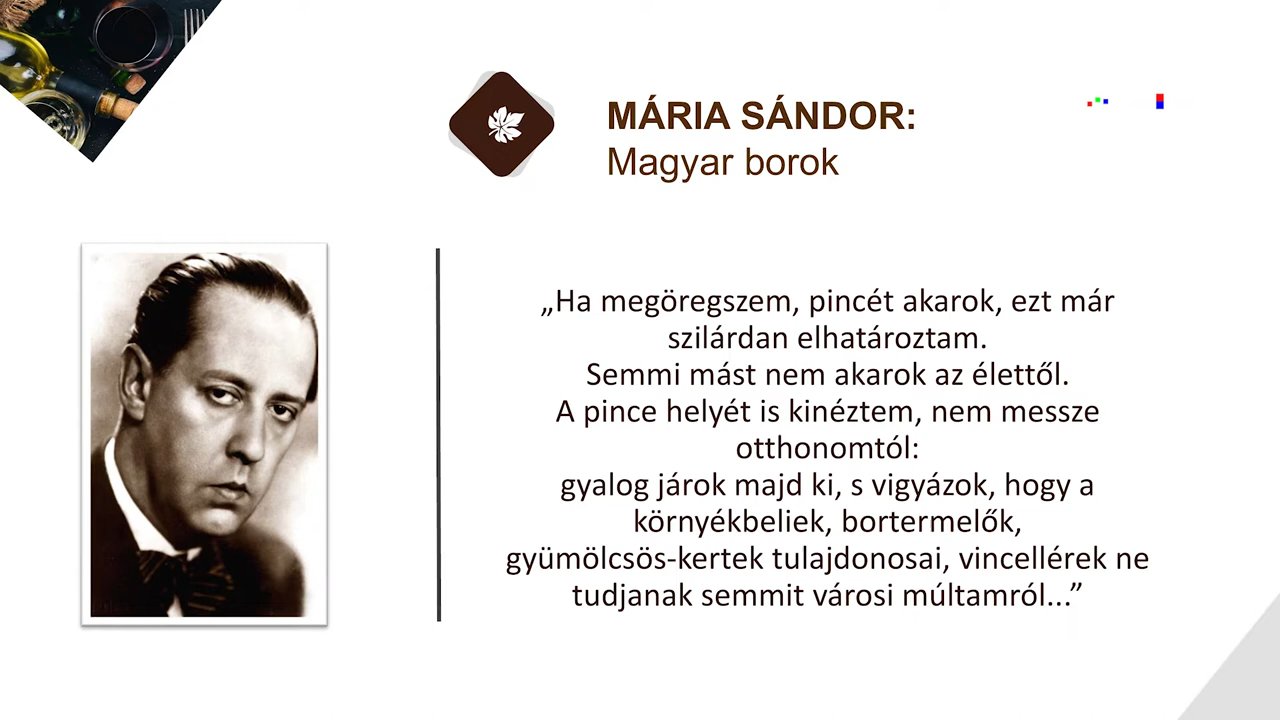 MÁRIA SÁNDOR:
Magyar borok
„Ha megöregszem, pincét akarok, ezt már
szilárdan elhatároztam.
Semmi mást nem akarok az élettől.
A pince helyét is kinéztem, nem messze
otthonomtól:
gyalog járok majd ki, s vigyázok, hogy a
környékbeliek, bortermelők,
gyümölcsös-kertek tulajdonosai, vincellérek ne
tudjanak semmit városi múltamról...”